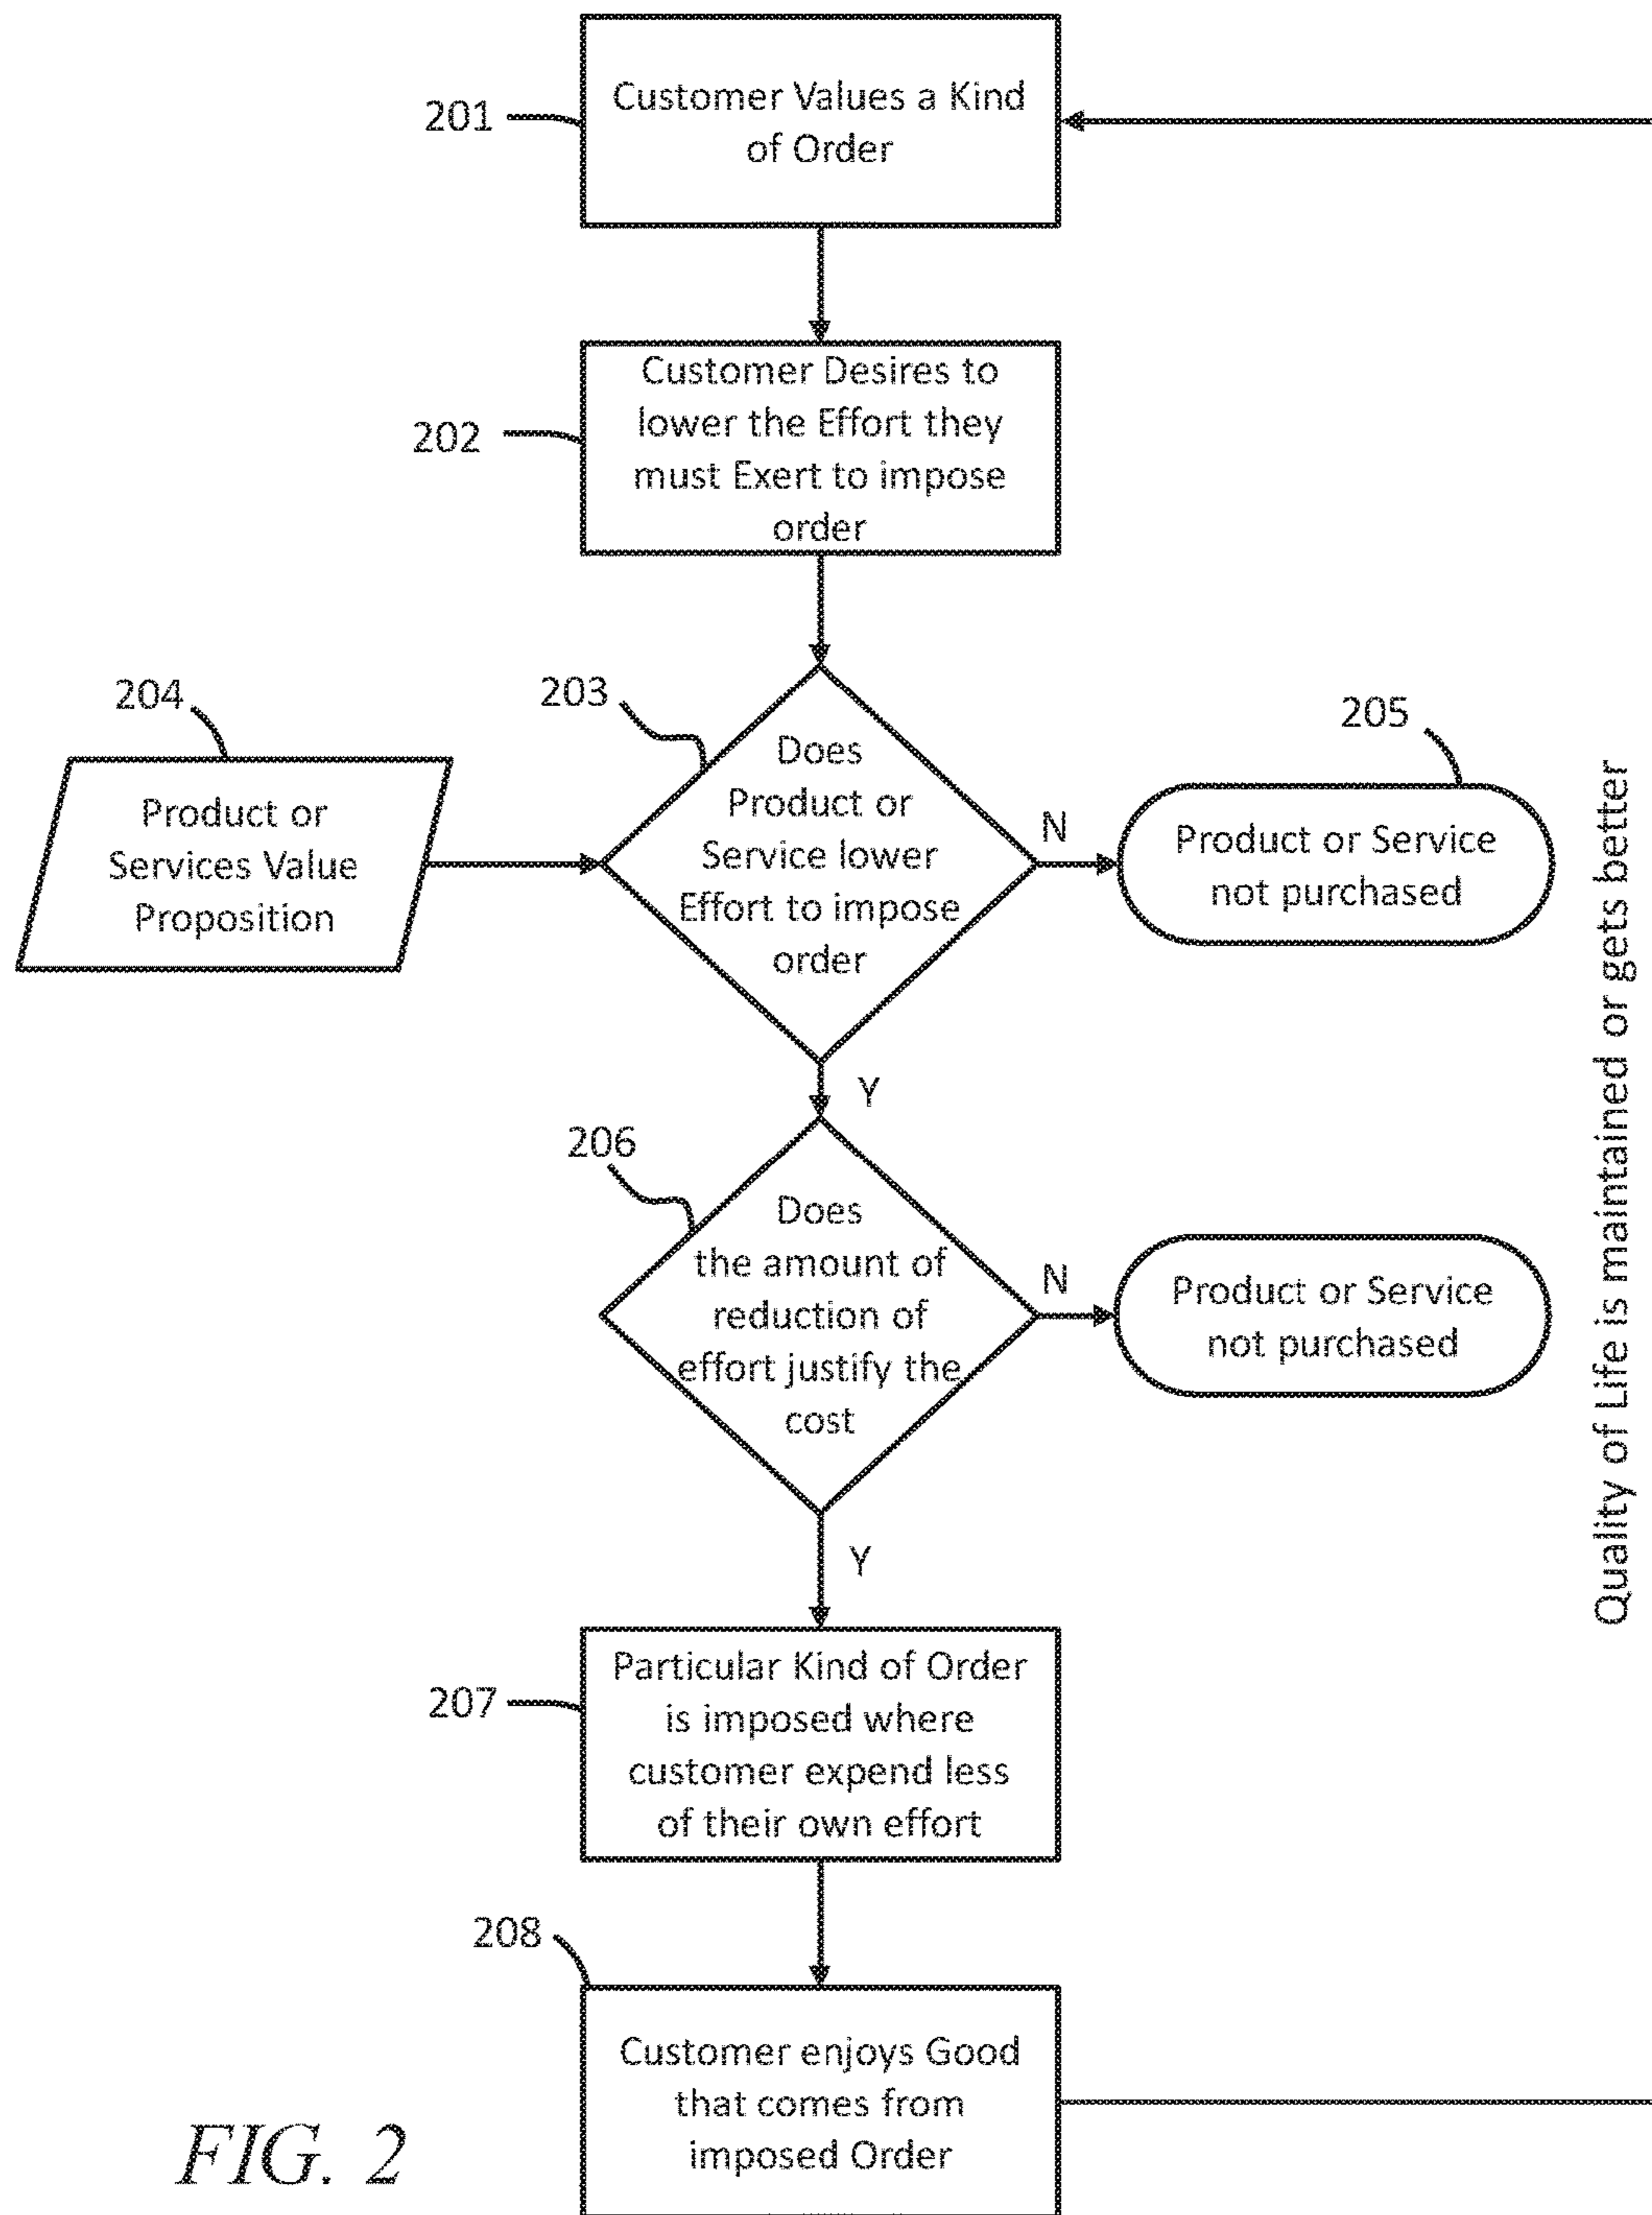 201
Customer Values a Kind
of Order
202
Customer Desires to
lower the Effort they
must Exert to impose
order
204
Product or
Services Value
Proposition
203
Does
Product or
Service lower
Effort to impose
order
N
205
Product or Service
not purchased
Y
206
Does
the amount of
reduction of
effort justify the
cost
N
Product or Service
not purchased
Y
Quality of Life is maintained or gets better
207
Particular Kind of Order
is imposed where
customer expend less
of their own effort
208
Customer enjoys Good
that comes from
imposed Order
FIG. 2